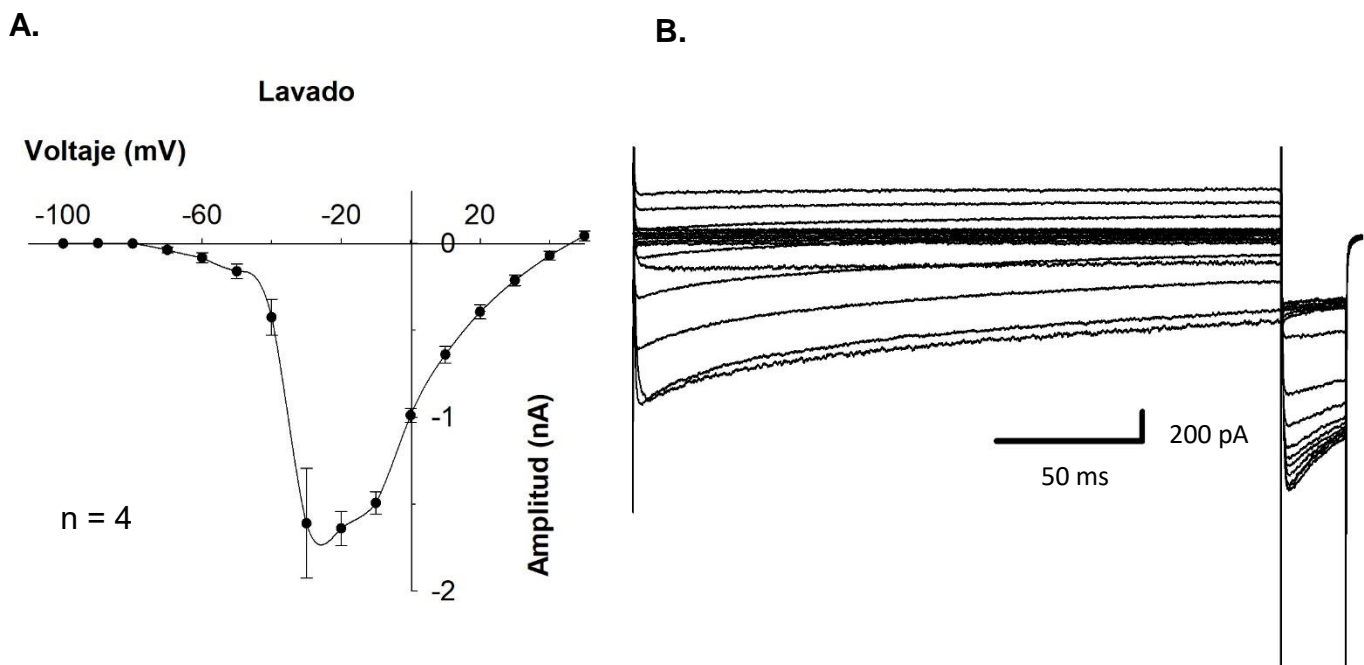 A.
B.
Lavado
Voltaje (mV)
-100
-60
-20
20
0
-1
-2
Amplitud (nA)
n = 4
200 pA
50 ms